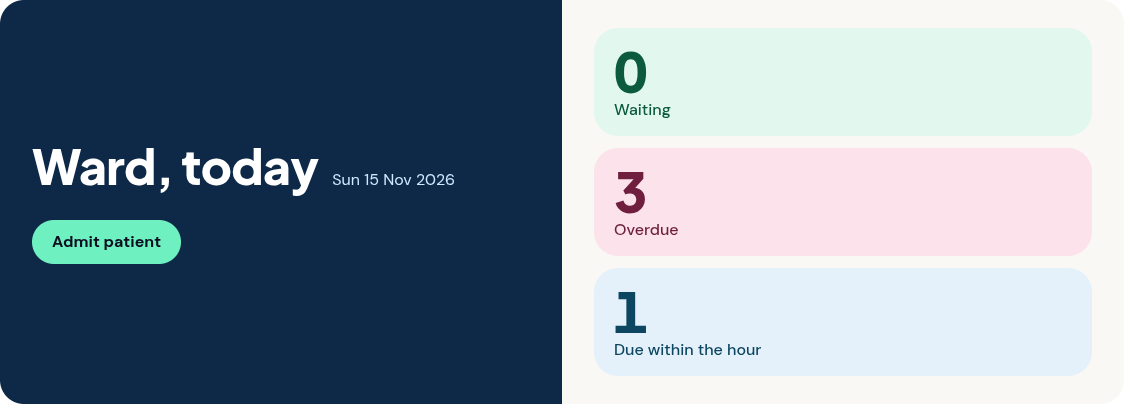 Ward, today Sun 15 Nov 2026
Admit patient
0
Waiting
3
Overdue
1
Due within the hour